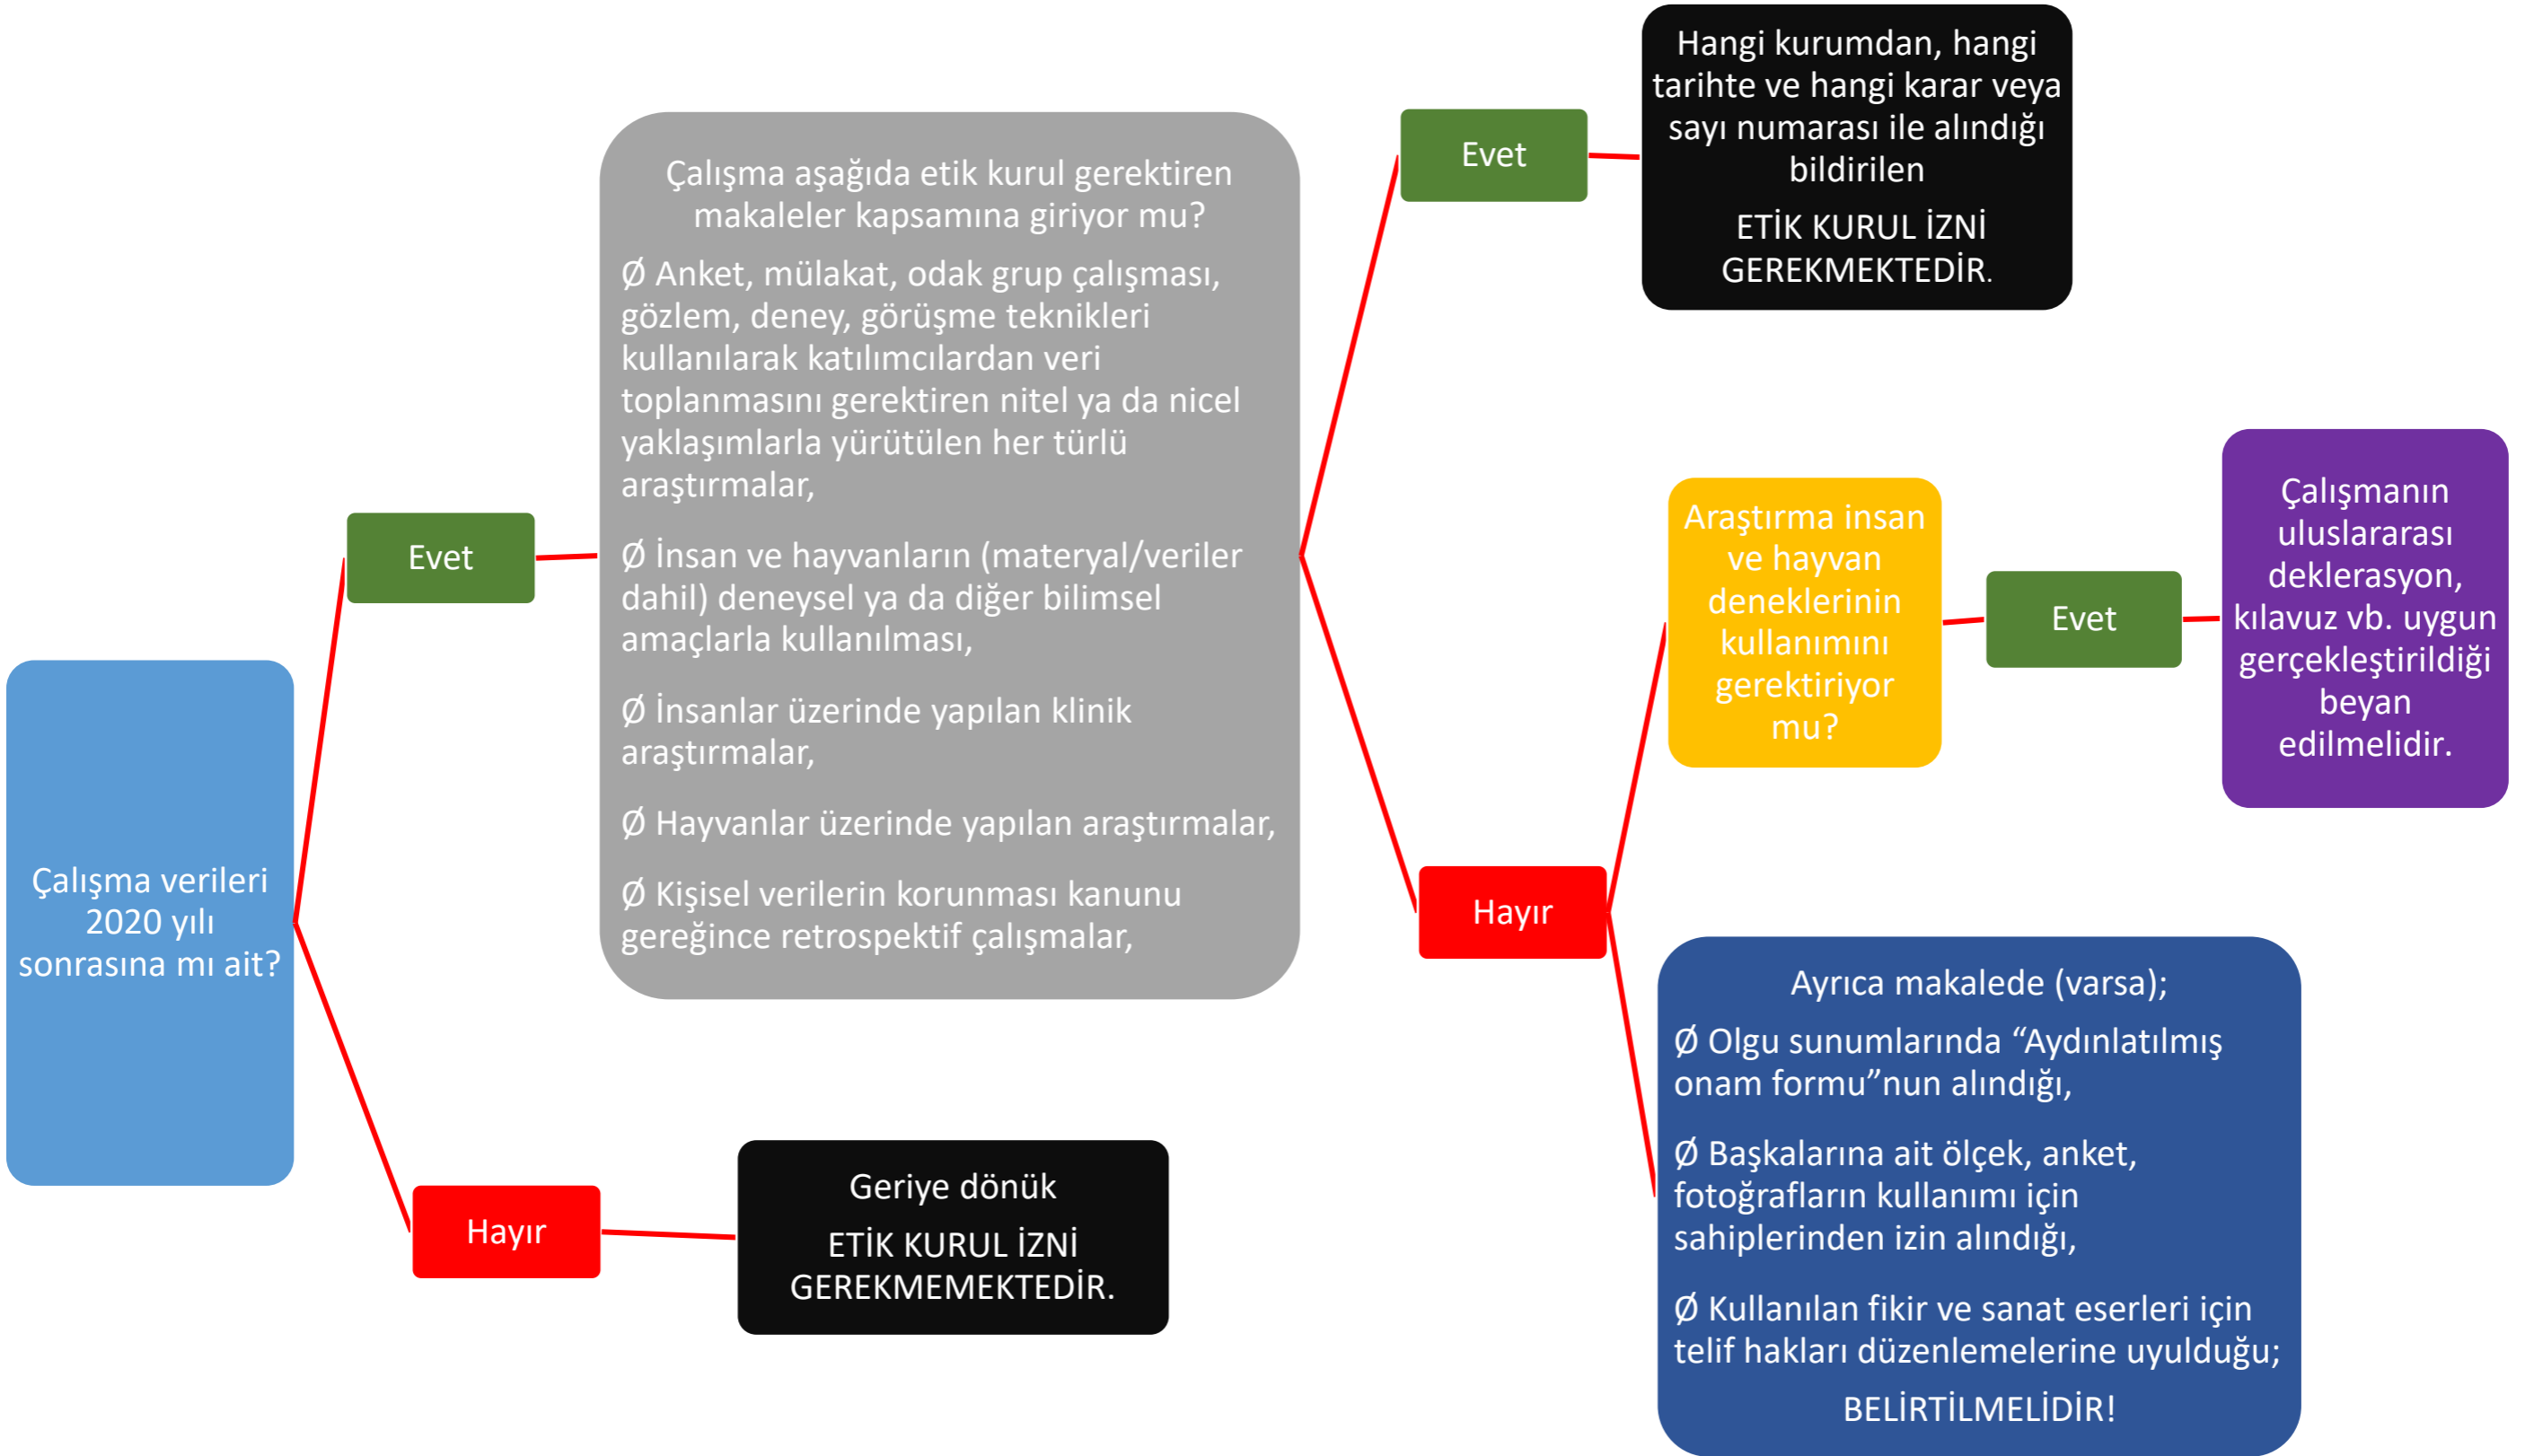 Çalışma verileri
2020 yılı
sonrasına mı ait?
Evet
Çalışma aşağıda etik kurul gerektiren
makaleler kapsamına giriyor mu?
Ø Anket, mülakat, odak grup çalışması,
gözlem, deney, görüşme teknikleri
kullanılarak katılımcılardan veri
toplanmasını gerektiren nitel ya da nicel
yaklaşımlarla yürütülen her türlü
araştırmalar,
Ø İnsan ve hayvanların (materyal/veriler
dahil) deneysel ya da diğer bilimsel
amaçlarla kullanılması,
Ø İnsanlar üzerinde yapılan klinik
araştırmalar,
Ø Hayvanlar üzerinde yapılan araştırmalar,
Ø Kişisel verilerin korunması kanunu
gereğince retrospektif çalışmalar,
Evet
Hangi kurumdan, hangi
tarihte ve hangi karar veya
sayı numarası ile alındığı
bildirilen
ETİK KURUL İZNİ
GEREKMEKTEDİR.
Hayır
Araştırma insan
ve hayvan
deneklerinin
kullanımını
gerektiriyor
mu?
Evet
Çalışmanın
uluslararası
deklerasyon,
kılavuz vb. uygun
gerçekleştirildiği
beyan
edilmelidir.
Ayrıca makalede (varsa);
Ø Olgu sunumlarında “Aydınlatılmış
onam formu”nun alındığı,
Ø Başkalarına ait ölçek, anket,
fotoğrafların kullanımı için
sahiplerinden izin alındığı,
Ø Kullanılan fikir ve sanat eserleri için
telif hakları düzenlemelerine uyulduğu;
BELİRTİLMELİDİR!
Hayır
Geriye dönük
ETİK KURUL İZNİ
GEREKMEMEKTEDİR.